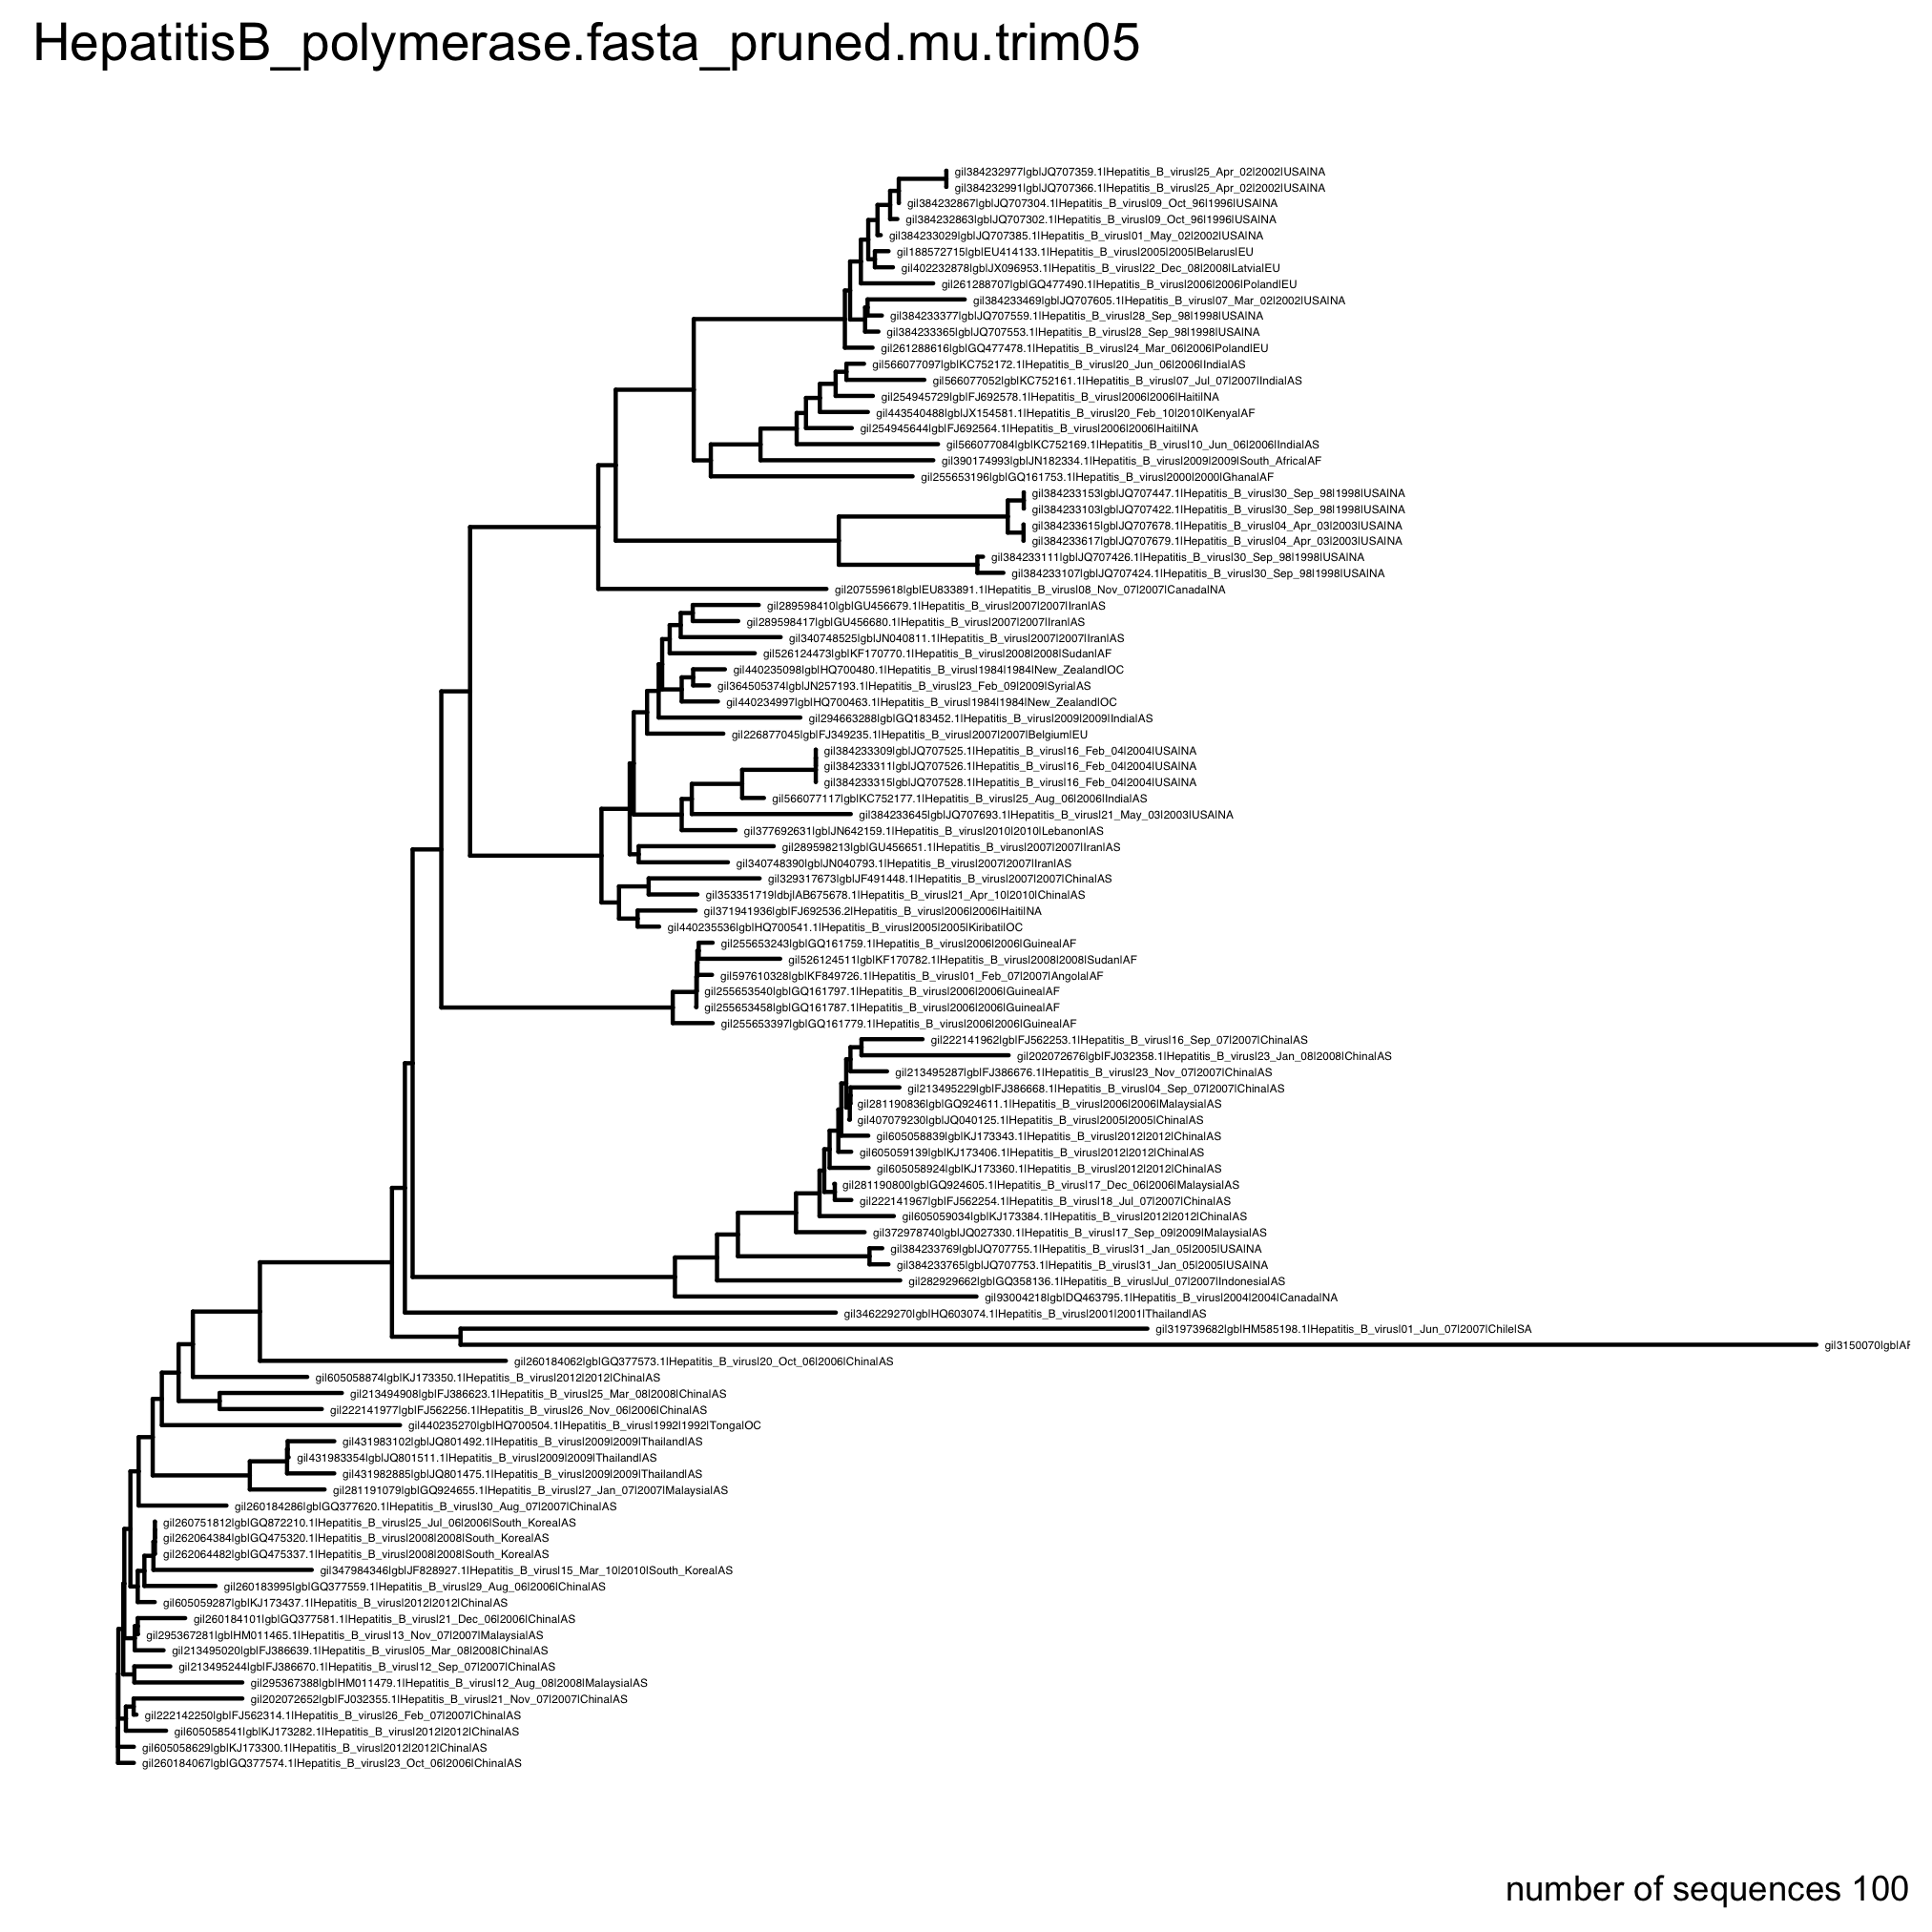 HepatitisB_polymerase.fasta_pruned.mu.trim05
gi|384232977|gb|JQ707359.1|Hepatitis_B_virus|25_Apr_02|2002|USA|NA
gi|384232991|gb|JQ707366.1|Hepatitis_B_virus|25_Apr_02|2002|USA|NA
gi|384232867|gb|JQ707304.1|Hepatitis_B_virus|09_Oct_96|1996|USA|NA
gi|384232863|gb|JQ707302.1|Hepatitis_B_virus|09_Oct_96|1996|USA|NA
gi|384233029|gb|JQ707385.1|Hepatitis_B_virus|01_May_02|2002|USA|NA
gi|188572715|gb|EU414133.1|Hepatitis_B_virus|2005|2005|Belarus|EU
gi|402232878|gb|JX096953.1|Hepatitis_B_virus|22_Dec_08|2008|Latvia|EU
gi|261288707|gb|GQ477490.1|Hepatitis_B_virus|2006|2006|Poland|EU
gi|384233469|gb|JQ707605.1|Hepatitis_B_virus|07_Mar_02|2002|USA|NA
gi|384233377|gb|JQ707559.1|Hepatitis_B_virus|28_Sep_98|1998|USA|NA
gi|384233365|gb|JQ707553.1|Hepatitis_B_virus|28_Sep_98|1998|USA|NA
gi|261288616|gb|GQ477478.1|Hepatitis_B_virus|24_Mar_06|2006|Poland|EU
gi|566077097|gb|KC752172.1|Hepatitis_B_virus|20_Jun_06|2006|India|AS
gi|566077052|gb|KC752161.1|Hepatitis_B_virus|07_Jul_07|2007|India|AS
gi|254945729|gb|FJ692578.1|Hepatitis_B_virus|2006|2006|Haiti|NA
gi|443540488|gb|JX154581.1|Hepatitis_B_virus|20_Feb_10|2010|Kenya|AF
gi|254945644|gb|FJ692564.1|Hepatitis_B_virus|2006|2006|Haiti|NA
gi|566077084|gb|KC752169.1|Hepatitis_B_virus|10_Jun_06|2006|India|AS
gi|390174993|gb|JN182334.1|Hepatitis_B_virus|2009|2009|South_Africa|AF
gi|255653196|gb|GQ161753.1|Hepatitis_B_virus|2000|2000|Ghana|AF
gi|384233153|gb|JQ707447.1|Hepatitis_B_virus|30_Sep_98|1998|USA|NA
gi|384233103|gb|JQ707422.1|Hepatitis_B_virus|30_Sep_98|1998|USA|NA
gi|384233615|gb|JQ707678.1|Hepatitis_B_virus|04_Apr_03|2003|USA|NA
gi|384233617|gb|JQ707679.1|Hepatitis_B_virus|04_Apr_03|2003|USA|NA
gi|384233111|gb|JQ707426.1|Hepatitis_B_virus|30_Sep_98|1998|USA|NA
gi|384233107|gb|JQ707424.1|Hepatitis_B_virus|30_Sep_98|1998|USA|NA
gi|207559618|gb|EU833891.1|Hepatitis_B_virus|08_Nov_07|2007|Canada|NA
gi|289598410|gb|GU456679.1|Hepatitis_B_virus|2007|2007|Iran|AS
gi|289598417|gb|GU456680.1|Hepatitis_B_virus|2007|2007|Iran|AS
gi|340748525|gb|JN040811.1|Hepatitis_B_virus|2007|2007|Iran|AS
gi|526124473|gb|KF170770.1|Hepatitis_B_virus|2008|2008|Sudan|AF
gi|440235098|gb|HQ700480.1|Hepatitis_B_virus|1984|1984|New_Zealand|OC
gi|364505374|gb|JN257193.1|Hepatitis_B_virus|23_Feb_09|2009|Syria|AS
gi|440234997|gb|HQ700463.1|Hepatitis_B_virus|1984|1984|New_Zealand|OC
gi|294663288|gb|GQ183452.1|Hepatitis_B_virus|2009|2009|India|AS
gi|226877045|gb|FJ349235.1|Hepatitis_B_virus|2007|2007|Belgium|EU
gi|384233309|gb|JQ707525.1|Hepatitis_B_virus|16_Feb_04|2004|USA|NA
gi|384233311|gb|JQ707526.1|Hepatitis_B_virus|16_Feb_04|2004|USA|NA
gi|384233315|gb|JQ707528.1|Hepatitis_B_virus|16_Feb_04|2004|USA|NA
gi|566077117|gb|KC752177.1|Hepatitis_B_virus|25_Aug_06|2006|India|AS
gi|384233645|gb|JQ707693.1|Hepatitis_B_virus|21_May_03|2003|USA|NA
gi|377692631|gb|JN642159.1|Hepatitis_B_virus|2010|2010|Lebanon|AS
gi|289598213|gb|GU456651.1|Hepatitis_B_virus|2007|2007|Iran|AS
gi|340748390|gb|JN040793.1|Hepatitis_B_virus|2007|2007|Iran|AS
gi|329317673|gb|JF491448.1|Hepatitis_B_virus|2007|2007|China|AS
gi|353351719|dbj|AB675678.1|Hepatitis_B_virus|21_Apr_10|2010|China|AS
gi|371941936|gb|FJ692536.2|Hepatitis_B_virus|2006|2006|Haiti|NA
gi|440235536|gb|HQ700541.1|Hepatitis_B_virus|2005|2005|Kiribati|OC
gi|255653243|gb|GQ161759.1|Hepatitis_B_virus|2006|2006|Guinea|AF
gi|526124511|gb|KF170782.1|Hepatitis_B_virus|2008|2008|Sudan|AF
gi|597610328|gb|KF849726.1|Hepatitis_B_virus|01_Feb_07|2007|Angola|AF
gi|255653540|gb|GQ161797.1|Hepatitis_B_virus|2006|2006|Guinea|AF
gi|255653458|gb|GQ161787.1|Hepatitis_B_virus|2006|2006|Guinea|AF
gi|255653397|gb|GQ161779.1|Hepatitis_B_virus|2006|2006|Guinea|AF
gi|222141962|gb|FJ562253.1|Hepatitis_B_virus|16_Sep_07|2007|China|AS
gi|202072676|gb|FJ032358.1|Hepatitis_B_virus|23_Jan_08|2008|China|AS
gi|213495287|gb|FJ386676.1|Hepatitis_B_virus|23_Nov_07|2007|China|AS
gi|213495229|gb|FJ386668.1|Hepatitis_B_virus|04_Sep_07|2007|China|AS
gi|281190836|gb|GQ924611.1|Hepatitis_B_virus|2006|2006|Malaysia|AS
gi|407079230|gb|JQ040125.1|Hepatitis_B_virus|2005|2005|China|AS
gi|605058839|gb|KJ173343.1|Hepatitis_B_virus|2012|2012|China|AS
gi|605059139|gb|KJ173406.1|Hepatitis_B_virus|2012|2012|China|AS
gi|605058924|gb|KJ173360.1|Hepatitis_B_virus|2012|2012|China|AS
gi|281190800|gb|GQ924605.1|Hepatitis_B_virus|17_Dec_06|2006|Malaysia|AS
gi|222141967|gb|FJ562254.1|Hepatitis_B_virus|18_Jul_07|2007|China|AS
gi|605059034|gb|KJ173384.1|Hepatitis_B_virus|2012|2012|China|AS
gi|372978740|gb|JQ027330.1|Hepatitis_B_virus|17_Sep_09|2009|Malaysia|AS
gi|384233769|gb|JQ707755.1|Hepatitis_B_virus|31_Jan_05|2005|USA|NA
gi|384233765|gb|JQ707753.1|Hepatitis_B_virus|31_Jan_05|2005|USA|NA
gi|282929662|gb|GQ358136.1|Hepatitis_B_virus|Jul_07|2007|Indonesia|AS
gi|93004218|gb|DQ463795.1|Hepatitis_B_virus|2004|2004|Canada|NA
gi|346229270|gb|HQ603074.1|Hepatitis_B_virus|2001|2001|Thailand|AS
gi|319739682|gb|HM585198.1|Hepatitis_B_virus|01_Jun_07|2007|Chile|SA
gi|3150070|gb|AF
gi|260184062|gb|GQ377573.1|Hepatitis_B_virus|20_Oct_06|2006|China|AS
gi|605058874|gb|KJ173350.1|Hepatitis_B_virus|2012|2012|China|AS
gi|213494908|gb|FJ386623.1|Hepatitis_B_virus|25_Mar_08|2008|China|AS
gi|222141977|gb|FJ562256.1|Hepatitis_B_virus|26_Nov_06|2006|China|AS
gi|440235270|gb|HQ700504.1|Hepatitis_B_virus|1992|1992|Tonga|OC
gi|431983102|gb|JQ801492.1|Hepatitis_B_virus|2009|2009|Thailand|AS
gi|431983354|gb|JQ801511.1|Hepatitis_B_virus|2009|2009|Thailand|AS
gi|431982885|gb|JQ801475.1|Hepatitis_B_virus|2009|2009|Thailand|AS
gi|281191079|gb|GQ924655.1|Hepatitis_B_virus|27_Jan_07|2007|Malaysia|AS
gi|260184286|gb|GQ377620.1|Hepatitis_B_virus|30_Aug_07|2007|China|AS
gi|260751812|gb|GQ872210.1|Hepatitis_B_virus|25_Jul_06|2006|South_Korea|AS
gi|262064384|gb|GQ475320.1|Hepatitis_B_virus|2008|2008|South_Korea|AS
gi|262064482|gb|GQ475337.1|Hepatitis_B_virus|2008|2008|South_Korea|AS
gi|347984346|gb|JF828927.1|Hepatitis_B_virus|15_Mar_10|2010|South_Korea|AS
gi|260183995|gb|GQ377559.1|Hepatitis_B_virus|29_Aug_06|2006|China|AS
gi|605059287|gb|KJ173437.1|Hepatitis_B_virus|2012|2012|China|AS
gi|260184101|gb|GQ377581.1|Hepatitis_B_virus|21_Dec_06|2006|China|AS
gi|295367281|gb|HM011465.1|Hepatitis_B_virus|13_Nov_07|2007|Malaysia|AS
gi|213495020|gb|FJ386639.1|Hepatitis_B_virus|05_Mar_08|2008|China|AS
gi|213495244|gb|FJ386670.1|Hepatitis_B_virus|12_Sep_07|2007|China|AS
gi|295367388|gb|HM011479.1|Hepatitis_B_virus|12_Aug_08|2008|Malaysia|AS
gi|202072652|gb|FJ032355.1|Hepatitis_B_virus|21_Nov_07|2007|China|AS
gi|222142250|gb|FJ562314.1|Hepatitis_B_virus|26_Feb_07|2007|China|AS
gi|605058541|gb|KJ173282.1|Hepatitis_B_virus|2012|2012|China|AS
gi|605058629|gb|KJ173300.1|Hepatitis_B_virus|2012|2012|China|AS
gi|260184067|gb|GQ377574.1|Hepatitis_B_virus|23_Oct_06|2006|China|AS
number of sequences 100